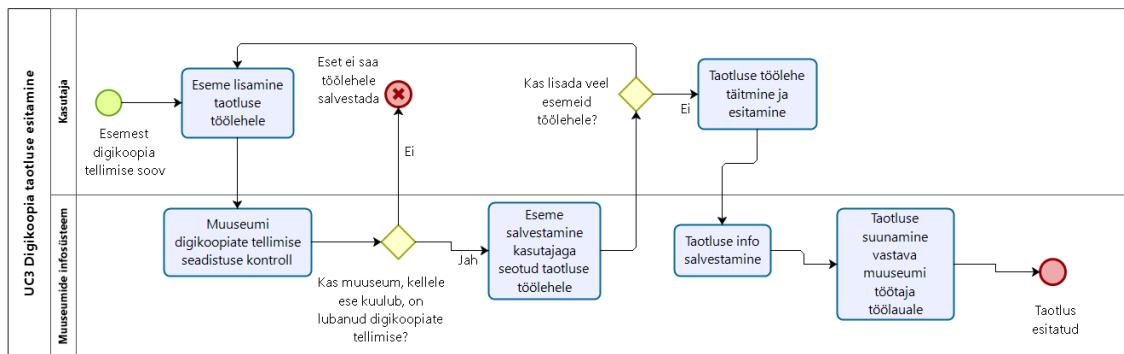 UC3 Digikoopia taotluse esitamine
Kasutaja
Esemest
digikoopia
tellimise soov
Eseme lisamine
taotluse
töölehele
Eset ei saa
töölehele
salvestada
Kas lisada veel
esemeid
töölehele?
Ei
Taotluse töölehe
täitmine ja
esitamine
Ei
Muuseumide infosüsteem
Muuseumi
digikoopiate tellimise
seadistuse kontroll
Kas muuseum, kellele
ese kuulub, on
lubanud digikoopiate
tellimise?
Jah
Eseme
salvestamine
kasutajaga
seotud taotluse
töölehele
Taotluse info
salvestamine
Taotluse
suunamine
vastava
muuseumi
töötaja
töölauale
Taotlus
esitatud